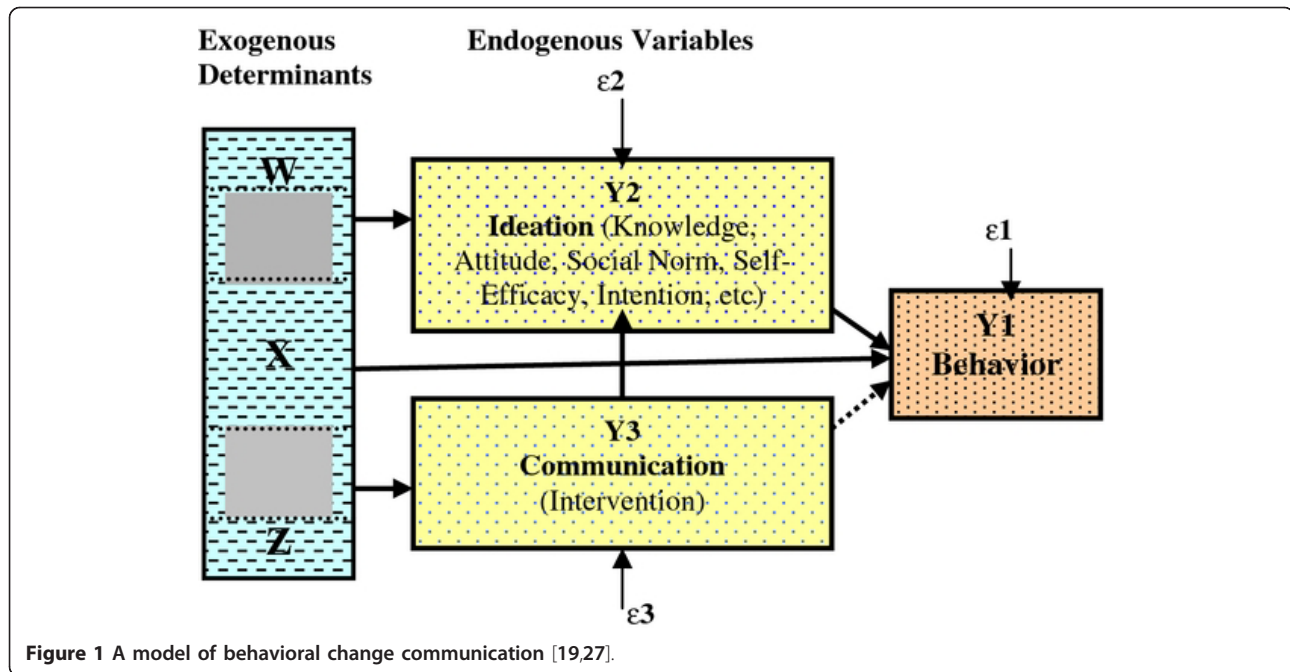 Exogenous
Determinants
Endogenous Variables
ε2
W
Y2
Ideation (Knowledge,
Attitude, Social Norm, Self-
Efficacy, Intention, etc)
ε1
Y1
Behavior
X
Y3
Communication
(Intervention)
Z
ε3
Figure 1 A model of behavioral change communication [19,27].